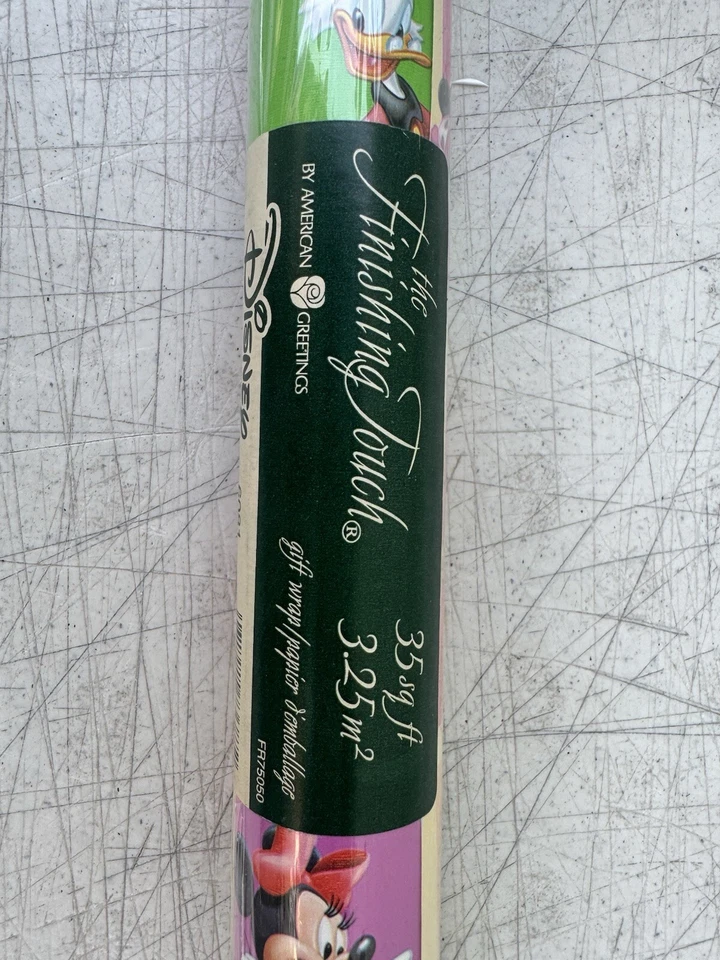 the
Finishing Touch®
BY AMERICAN GREETINGS
35 sq ft
3.25 m²
gift wrap/papier d'emballage
FR75050
DISNEY